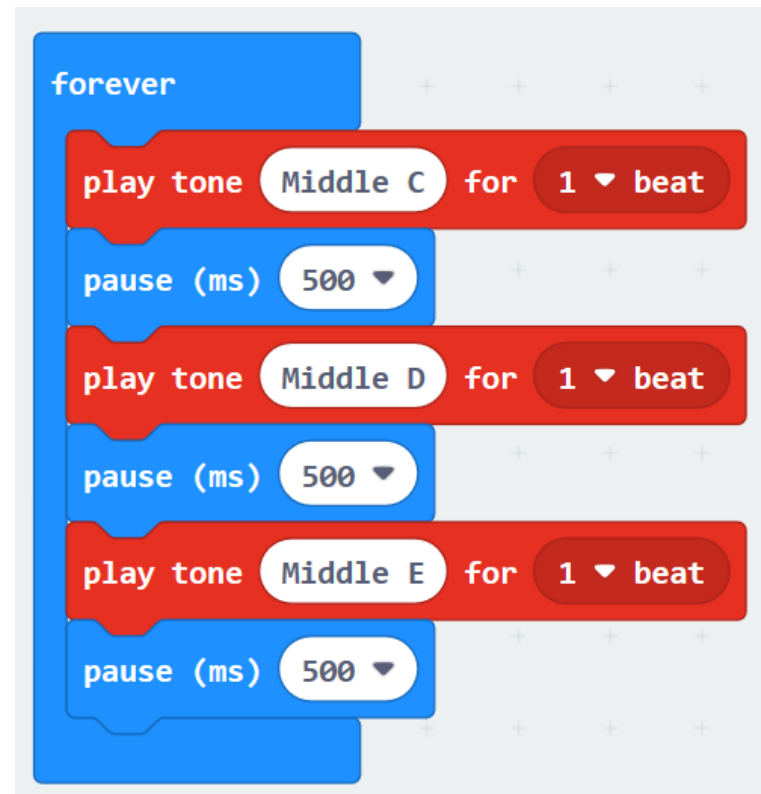 forever
play tone Middle C for 1 beat
pause (ms) 500
play tone Middle D for 1 beat
pause (ms) 500
play tone Middle E for 1 beat
pause (ms) 500